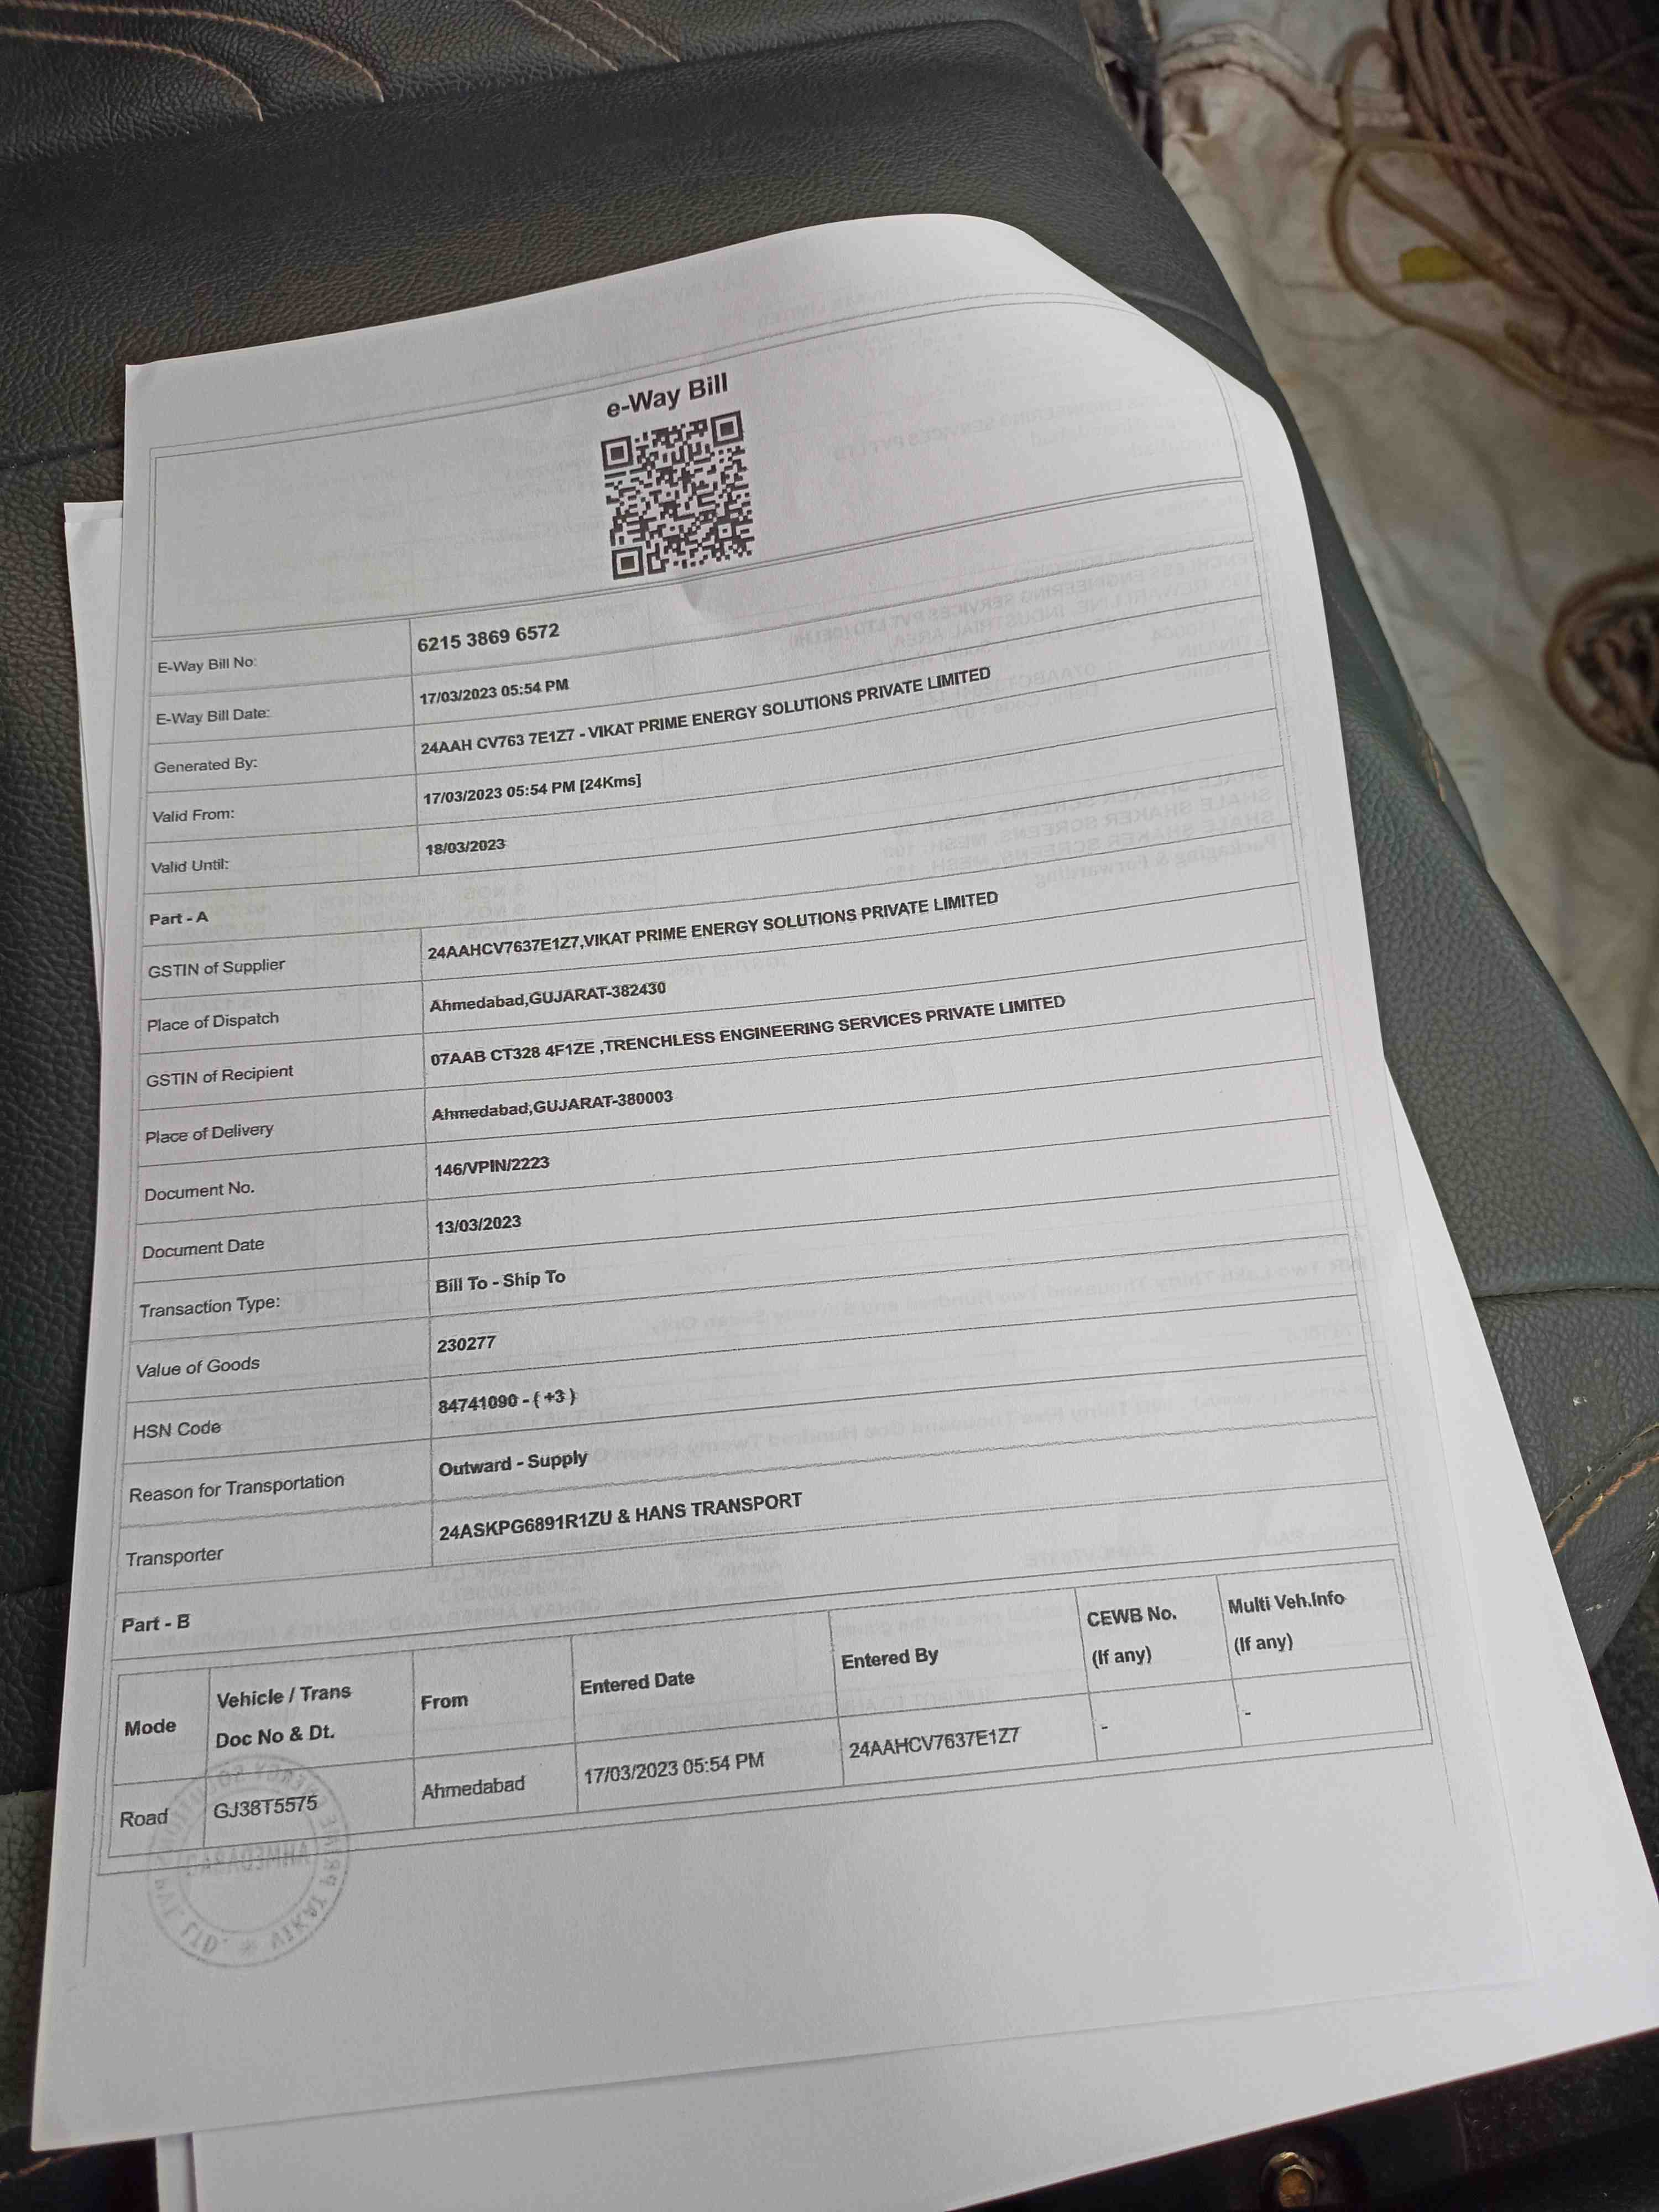 e-Way Bill
E-Way Bill No: 6215 3869 6572
E-Way Bill Date: 17/03/2023 05:54 PM
Generated By: 24AAH CV763 7E1Z7 - VIKAT PRIME ENERGY SOLUTIONS PRIVATE LIMITED
Valid From: 17/03/2023 05:54 PM [24Kms]
Valid Until: 18/03/2023
Part - A
GSTIN of Supplier 24AAHCV7637E1Z7,VIKAT PRIME ENERGY SOLUTIONS PRIVATE LIMITED
Place of Dispatch Ahmedabad,GUJARAT-382430
GSTIN of Recipient 07AAB CT328 4F1ZE ,TRENCHLESS ENGINEERING SERVICES PRIVATE LIMITED
Place of Delivery Ahmedabad,GUJARAT-380003
Document No. 146/VPIN/2223
Document Date 13/03/2023
Transaction Type: Bill To - Ship To
Value of Goods 230277
HSN Code 84741090 - ( +3 )
Reason for Transportation Outward - Supply
Transporter 24ASKPG6891R1ZU & HANS TRANSPORT
Part - B
Mode Vehicle / Trans Doc No & Dt. From Entered Date Entered By CEWB No. (If any) Multi Veh.Info (If any)
Road GJ38T5575 Ahmedabad 17/03/2023 05:54 PM 24AAHCV7637E1Z7 - -